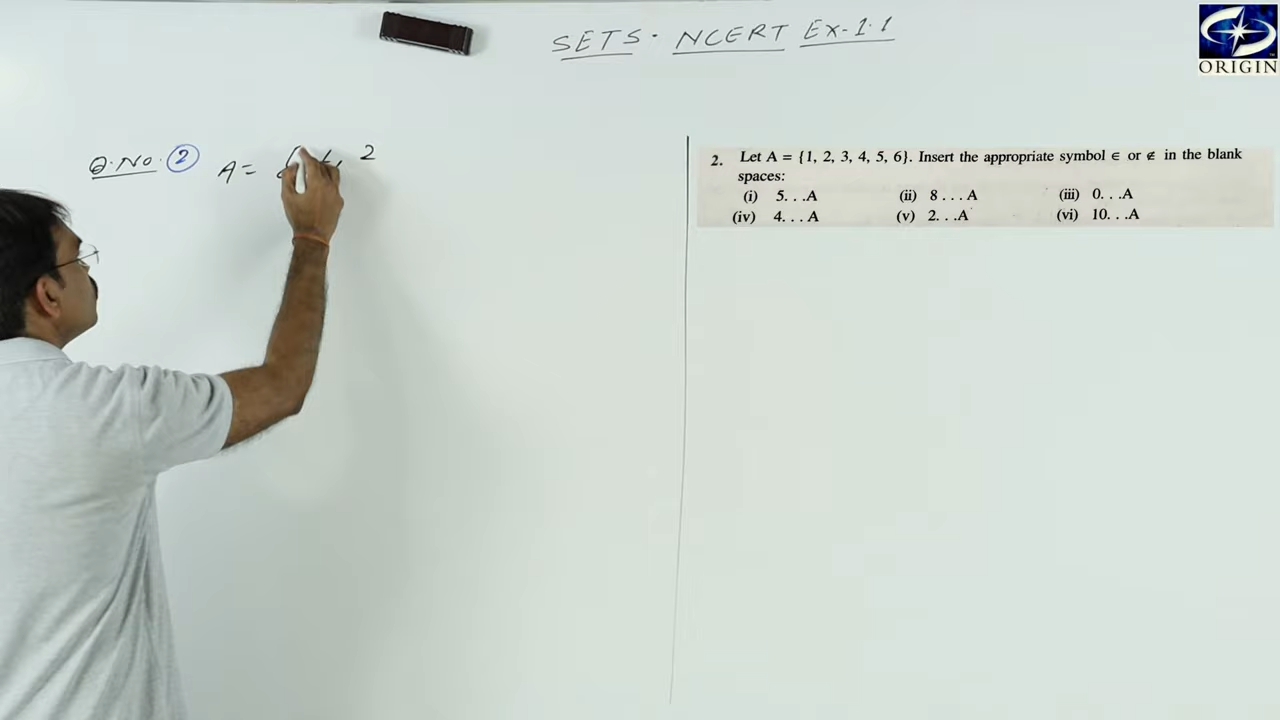 SETS. NCERT Ex-1.1
ORIGIN
Q.No. 2 A = { 1, 2
2. Let A = {1, 2, 3, 4, 5, 6}. Insert the appropriate symbol ∈ or ∉ in the blank
spaces:
(i) 5. . .A (ii) 8 . . . A (iii) 0. . .A
(iv) 4. . . A (v) 2. . .A (vi) 10. . .A